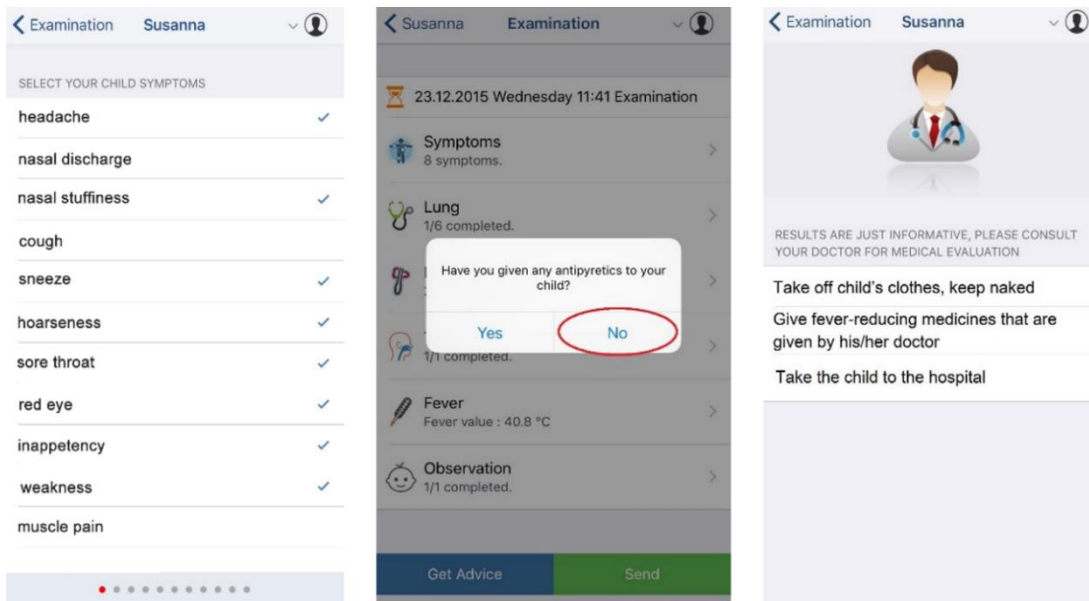 Examination Susanna
SELECT YOUR CHILD SYMPTOMS
headache
nasal discharge
nasal stuffiness
cough
sneeze
hoarseness
sore throat
red eye
inappetency
weakness
muscle pain
Susanna Examination
23.12.2015 Wednesday 11:41 Examination
Symptoms
8 symptoms.
Lung
1/6 completed.
Have you given any antipyretics to your
child?
Yes No
1/1 completed.
Fever
Fever value : 40.8 °C
Observation
1/1 completed.
Get Advice Send
Examination Susanna
RESULTS ARE JUST INFORMATIVE, PLEASE CONSULT
YOUR DOCTOR FOR MEDICAL EVALUATION
Take off child's clothes, keep naked
Give fever-reducing medicines that are
given by his/her doctor
Take the child to the hospital